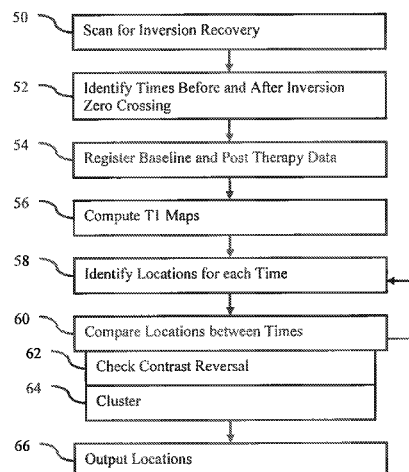 50 Scan for Inversion Recovery
52 Identify Times Before and After Inversion
Zero Crossing
54 Register Baseline and Post Therapy Data
56 Compute T1 Maps
58 Identify Locations for each Time
60 Compare Locations between Times
62 Check Contrast Reversal
64 Cluster
66 Output Locations